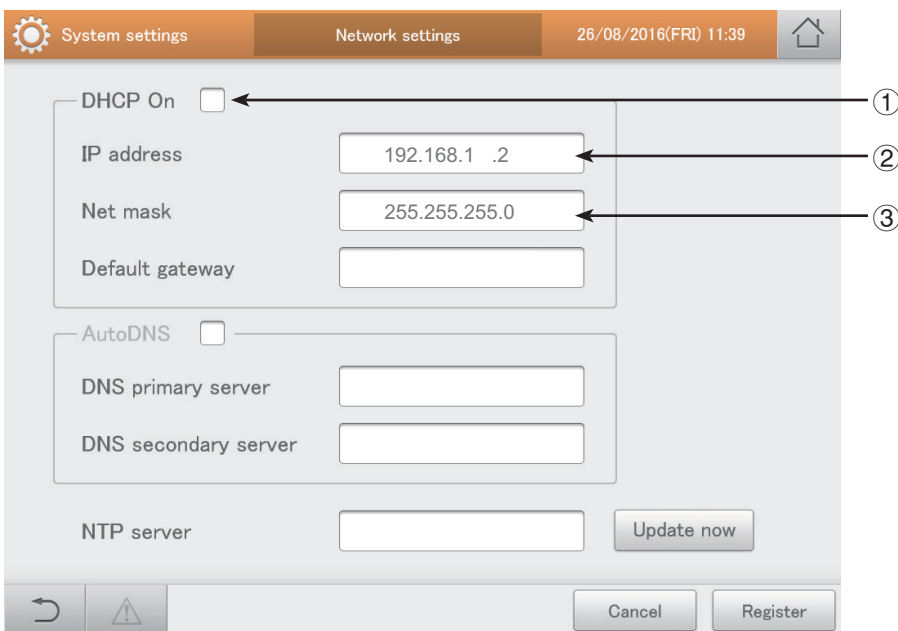 System settings Network settings 26/08/2016(FRI) 11:39
DHCP On ①
IP address 192.168.1 .2 ②
Net mask 255.255.255.0 ③
Default gateway
AutoDNS
DNS primary server
DNS secondary server
NTP server Update now
Cancel Register